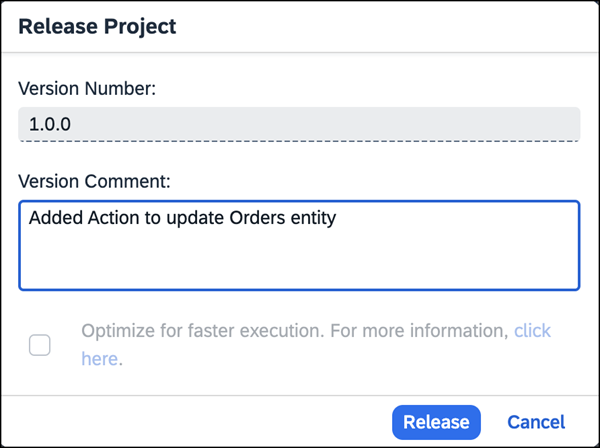 Release Project
Version Number:
1.0.0
Version Comment:
Added Action to update Orders entity
Optimize for faster execution. For more information, click
here.
Release Cancel